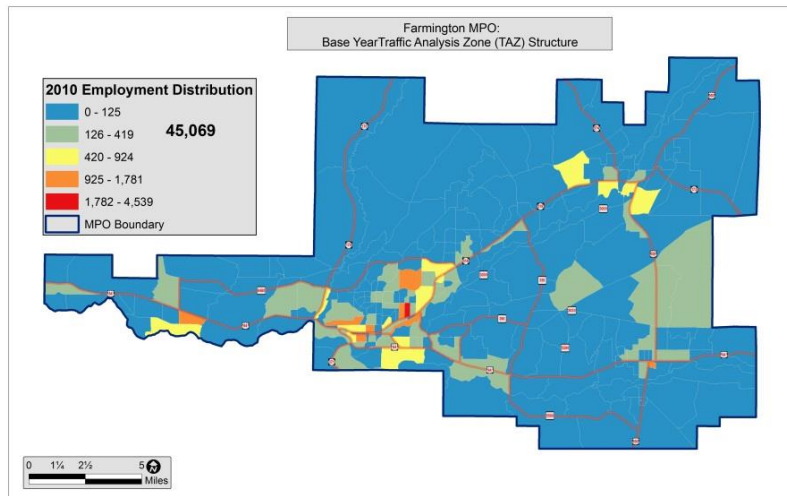 Farmington MPO:
Base YearTraffic Analysis Zone (TAZ) Structure
2010 Employment Distribution
0 - 125
126 - 419
45,069
420 - 924
925 - 1,781
1,782 - 4,539
MPO Boundary
0 1¼ 2½ 5
Miles
N